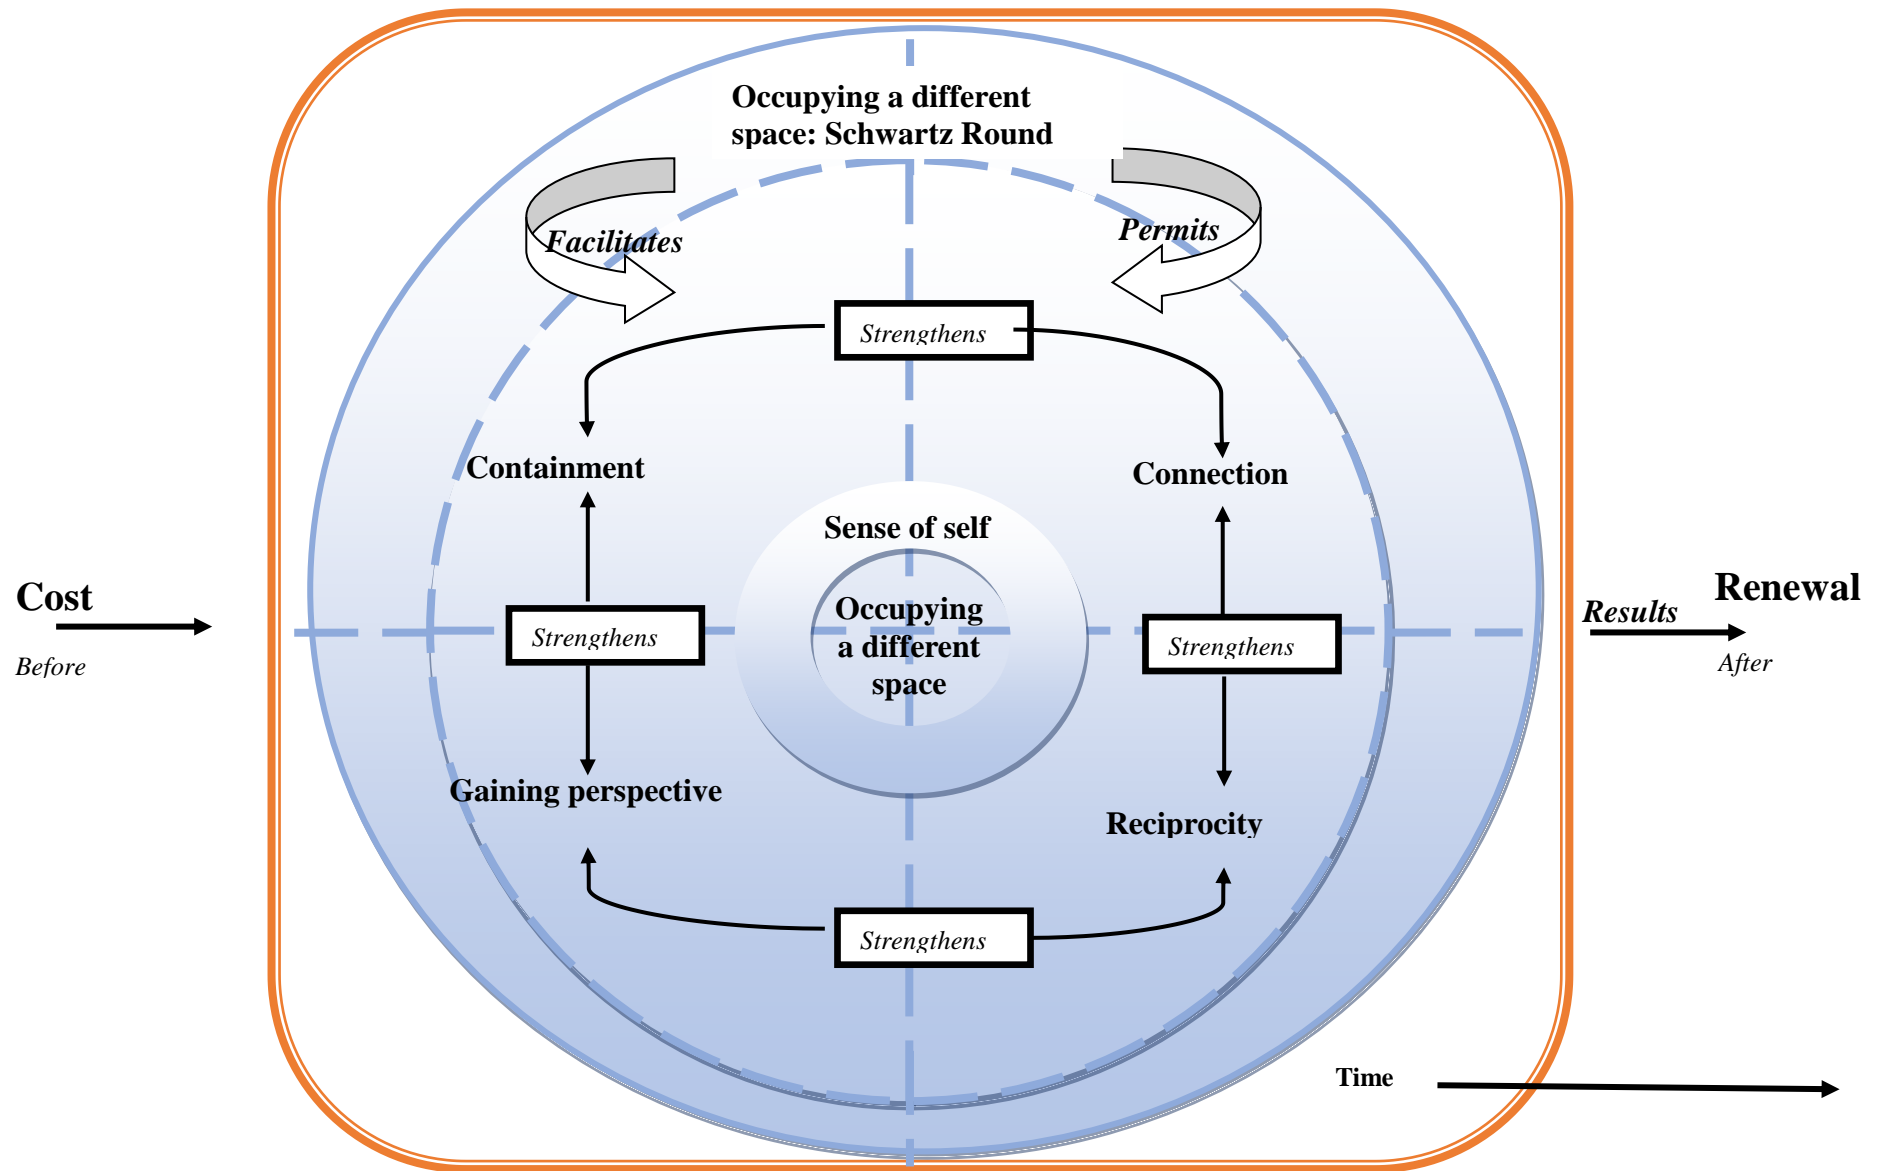 Occupying a different
space: Schwartz Round
Facilitates
Permits
Strengthens
Containment
Connection
Sense of self
Occupying
a different
space
Cost
Before
Strengthens
Strengthens
Results
Renewal
After
Gaining perspective
Reciprocity
Strengthens
Time